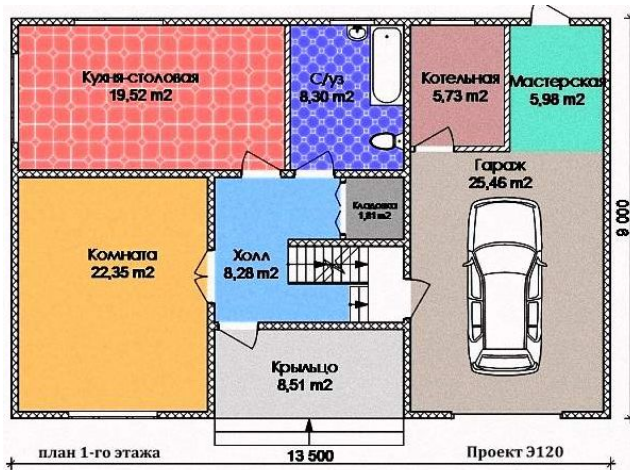 Кухня-столовая
19,52 m2
С/уз
8,30 m2
Котельная
5,73 m2
Мастерская
5,98 m2
Гараж
25,46 m2
Кладовка
1,81 m2
Комната
22,35 m2
Холл
8,28 m2
9 000
Крыльцо
8,51 m2
план 1-го этажа
13 500
Проект Э120